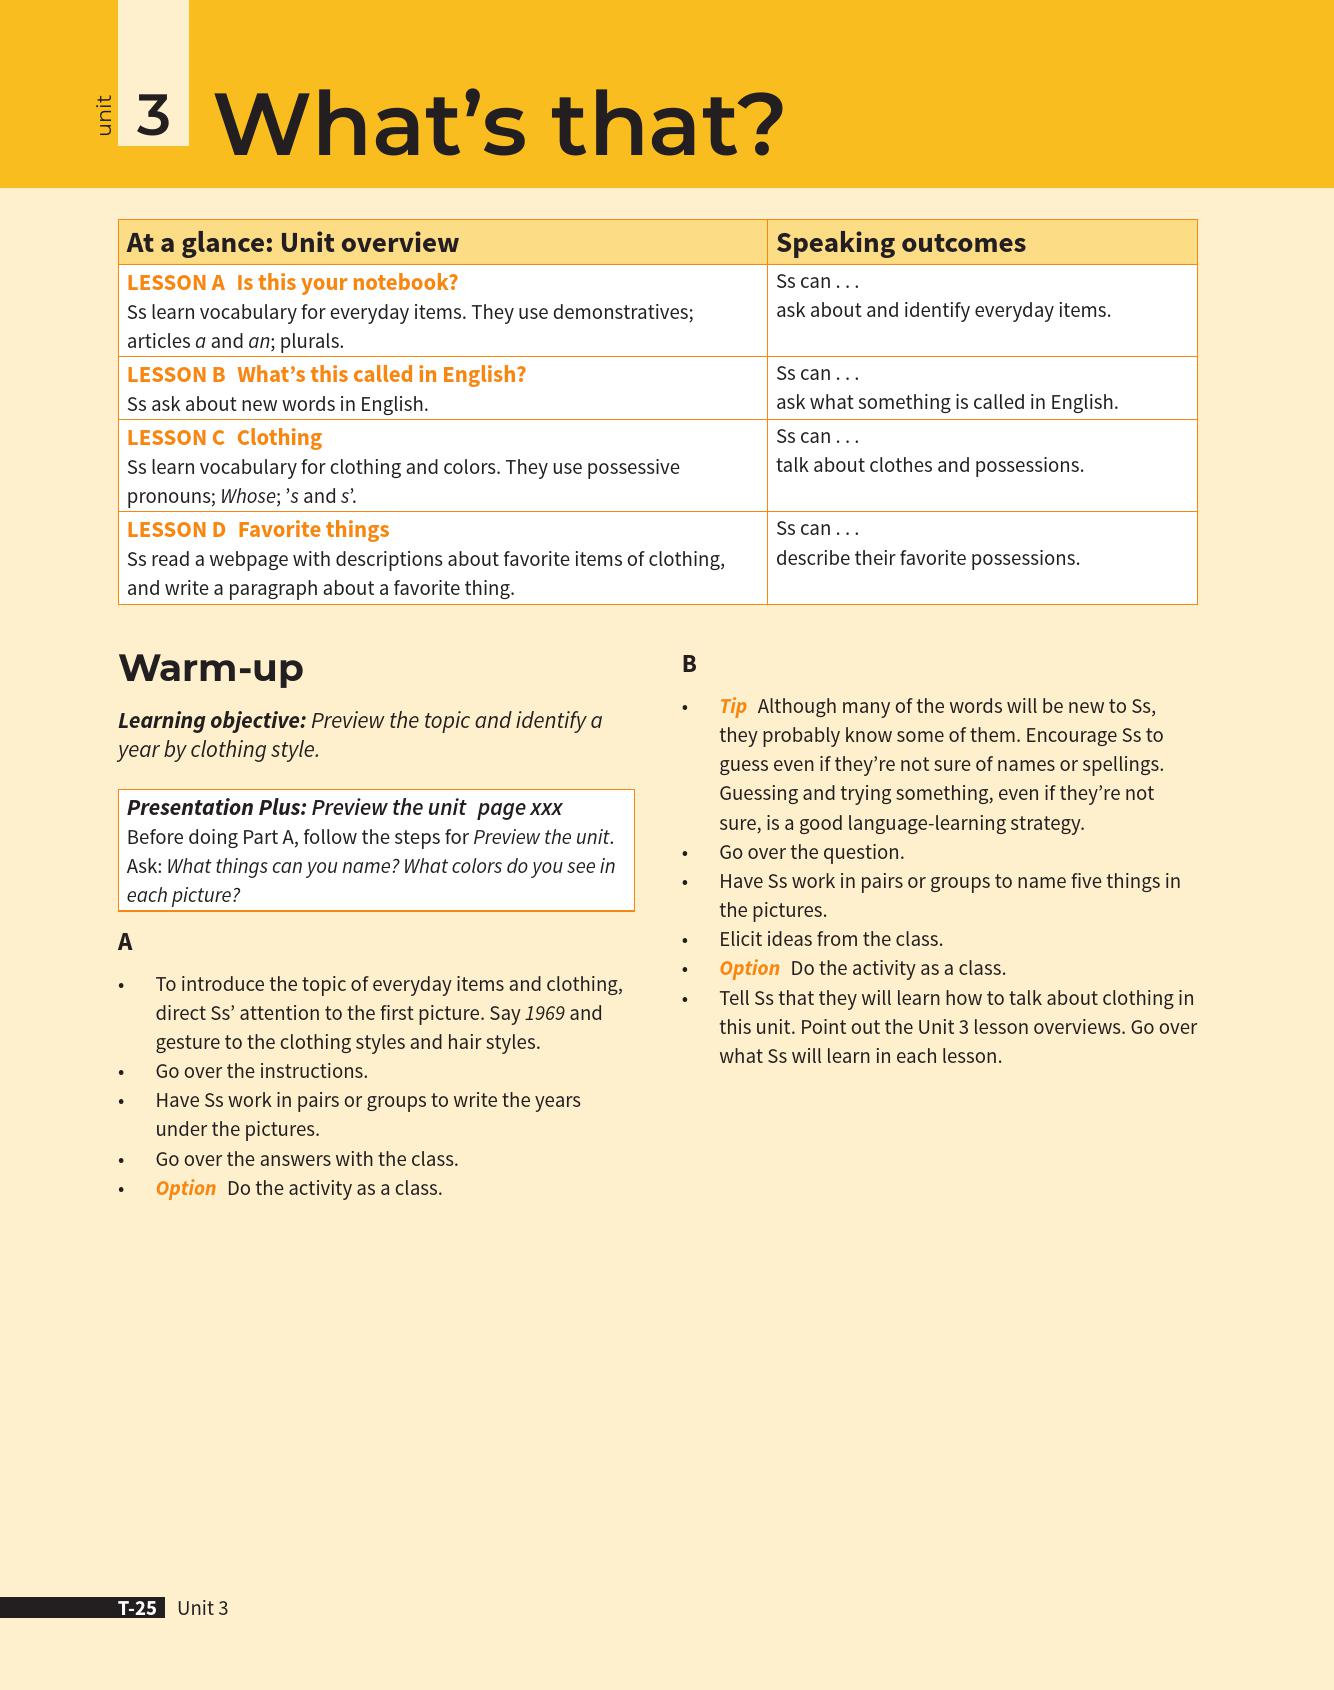 unit
3
What's that?
At a glance: Unit overview
Speaking outcomes
LESSON A Is this your notebook?
Ss learn vocabulary for everyday items. They use demonstratives;
articles a and an; plurals.
Ss can . . .
ask about and identify everyday items.
LESSON B What's this called in English?
Ss ask about new words in English.
Ss can . . .
ask what something is called in English.
LESSON C Clothing
Ss learn vocabulary for clothing and colors. They use possessive
pronouns; Whose; 's and s'.
Ss can . . .
talk about clothes and possessions.
LESSON D Favorite things
Ss read a webpage with descriptions about favorite items of clothing,
and write a paragraph about a favorite thing.
Ss can . . .
describe their favorite possessions.
Warm-up
Learning objective: Preview the topic and identify a
year by clothing style.
Presentation Plus: Preview the unit page xxx
Before doing Part A, follow the steps for Preview the unit.
Ask: What things can you name? What colors do you see in
each picture?
A
• To introduce the topic of everyday items and clothing,
direct Ss' attention to the first picture. Say 1969 and
gesture to the clothing styles and hair styles.
• Go over the instructions.
• Have Ss work in pairs or groups to write the years
under the pictures.
• Go over the answers with the class.
• Option Do the activity as a class.
B
• Tip Although many of the words will be new to Ss,
they probably know some of them. Encourage Ss to
guess even if they're not sure of names or spellings.
Guessing and trying something, even if they're not
sure, is a good language-learning strategy.
• Go over the question.
• Have Ss work in pairs or groups to name five things in
the pictures.
• Elicit ideas from the class.
• Option Do the activity as a class.
• Tell Ss that they will learn how to talk about clothing in
this unit. Point out the Unit 3 lesson overviews. Go over
what Ss will learn in each lesson.
T-25 Unit 3